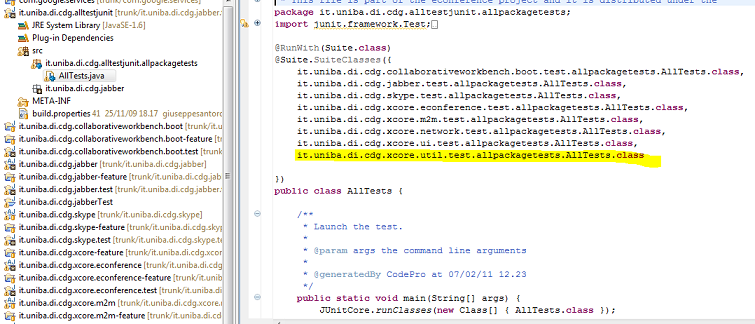 com.google.services [trunk/com.google.serv
it.uniba.di.cdg.alltestjunit [trunk/it.uniba.di.cdg.jabber.
JRE System Library [JavaSE-1.6]
Plug-in Dependencies
src
it.uniba.di.cdg.alltestjunit.allpackagetests
AllTests.java
it.uniba.di.cdg.jabber
META-INF
build.properties 41 25/11/09 18.17 giuseppesantorc
it.uniba.di.cdg.collaborativeworkbench.boot [trunk/it.u
it.uniba.di.cdg.collaborativeworkbench.boot-feature [tr
it.uniba.di.cdg.collaborativeworkbench.boot.test [trunk,
it.uniba.di.cdg.jabber [trunk/it.uniba.di.cdg.jabber]
it.uniba.di.cdg.jabber-feature [trunk/it.uniba.di.cdg.jab
it.uniba.di.cdg.jabber.test [trunk/it.uniba.di.cdg.jabber.
it.uniba.di.cdg.jabberTest
it.uniba.di.cdg.skype [trunk/it.uniba.di.cdg.skype]
it.uniba.di.cdg.skype-feature [trunk/it.uniba.di.cdg.sky
it.uniba.di.cdg.skype.test [trunk/it.uniba.di.cdg.skype.te
it.uniba.di.cdg.xcore-feature [trunk/it.uniba.di.cdg.xco
it.uniba.di.cdg.xcore.econference [trunk/it.uniba.di.cd
it.uniba.di.cdg.xcore.econference-feature [trunk/it.unib
it.uniba.di.cdg.xcore.econference.test [trunk/it.uniba.di
it.uniba.di.cdg.xcore.m2m [trunk/it.uniba.di.cdg.xcore.
it.uniba.di.cdg.xcore.m2m-feature [trunk/it.uniba.di.cd
* This file is part of the eConference project and it is distributed under the
package it.uniba.di.cdg.alltestjunit.allpackagetests;
import junit.framework.Test;
@RunWith(Suite.class)
@Suite.SuiteClasses({
it.uniba.di.cdg.collaborativeworkbench.boot.test.allpackagetests.AllTests.class,
it.uniba.di.cdg.jabber.test.allpackagetests.AllTests.class,
it.uniba.di.cdg.skype.test.allpackagetests.AllTests.class,
it.uniba.di.cdg.xcore.econference.test.allpackagetests.AllTests.class,
it.uniba.di.cdg.xcore.m2m.test.allpackagetests.AllTests.class,
it.uniba.di.cdg.xcore.network.test.allpackagetests.AllTests.class,
it.uniba.di.cdg.xcore.ui.test.allpackagetests.AllTests.class,
it.uniba.di.cdg.xcore.util.test.allpackagetests.AllTests.class
})
public class AllTests {
/**
* Launch the test.
*
* @param args the command line arguments
*
* @generatedBy CodePro at 07/02/11 12.23
*/
public static void main(String[] args) {
JUnitCore.runClasses(new Class[] { AllTests.class });